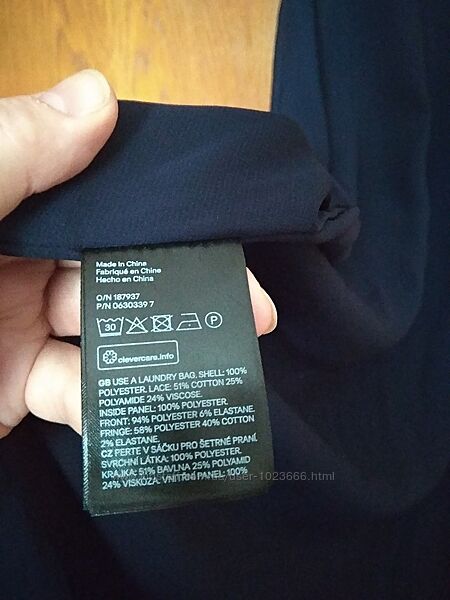 Made in China
Fabriqué en Chine
Hecho en China
O/N 187937
P/N 0630339 7
30
P
clevercare.info
GB USE A LAUNDRY BAG. SHELL: 100%
POLYESTER. LACE: 51% COTTON 25%
POLYAMIDE 24% VISCOSE.
INSIDE PANEL: 100% POLYESTER.
FRONT: 94% POLYESTER 6% ELASTANE.
FRINGE: 58% POLYESTER 40% COTTON
2% ELASTANE.
CZ PERTE V SÁČKU PRO ŠETRNÉ PRANÍ.
SVRCHNÍ LÁTKA: 100% POLYESTER.
KRAJKA: 51% BAVLNA 25% POLYAMID
24% VISKÓZA. VNITŘNÍ PANEL: 100%
/user-1023666.html